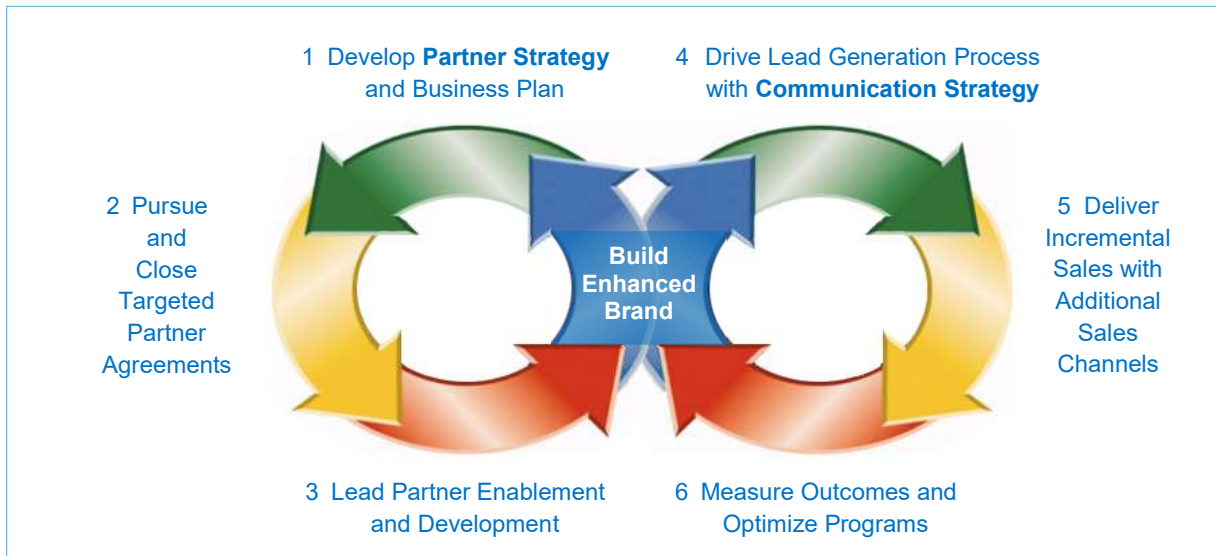 1 Develop Partner Strategy
and Business Plan
4 Drive Lead Generation Process
with Communication Strategy
2 Pursue
and
Close
Targeted
Partner
Agreements
Build
Enhanced
Brand
5 Deliver
Incremental
Sales with
Additional
Sales
Channels
3 Lead Partner Enablement
and Development
6 Measure Outcomes and
Optimize Programs